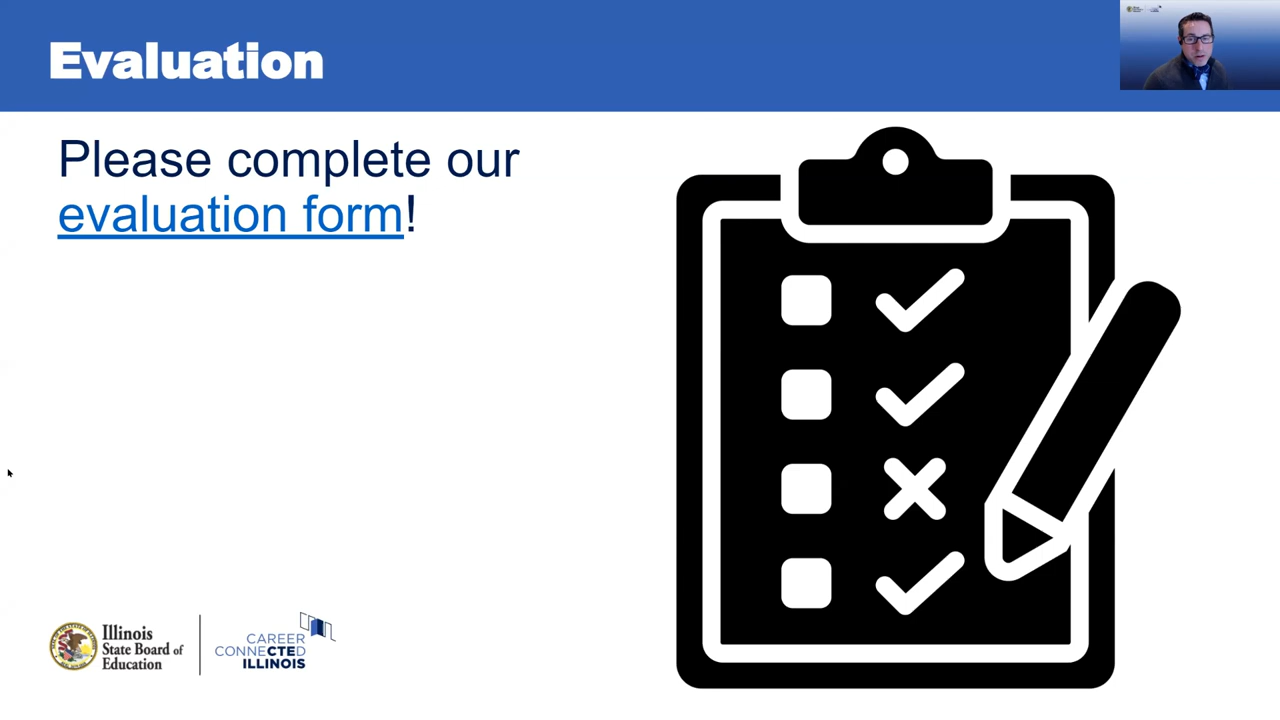 Evaluation
Please complete our
evaluation form!
Illinois
State Board of
Education
CAREER
CONNECTED
ILLINOIS